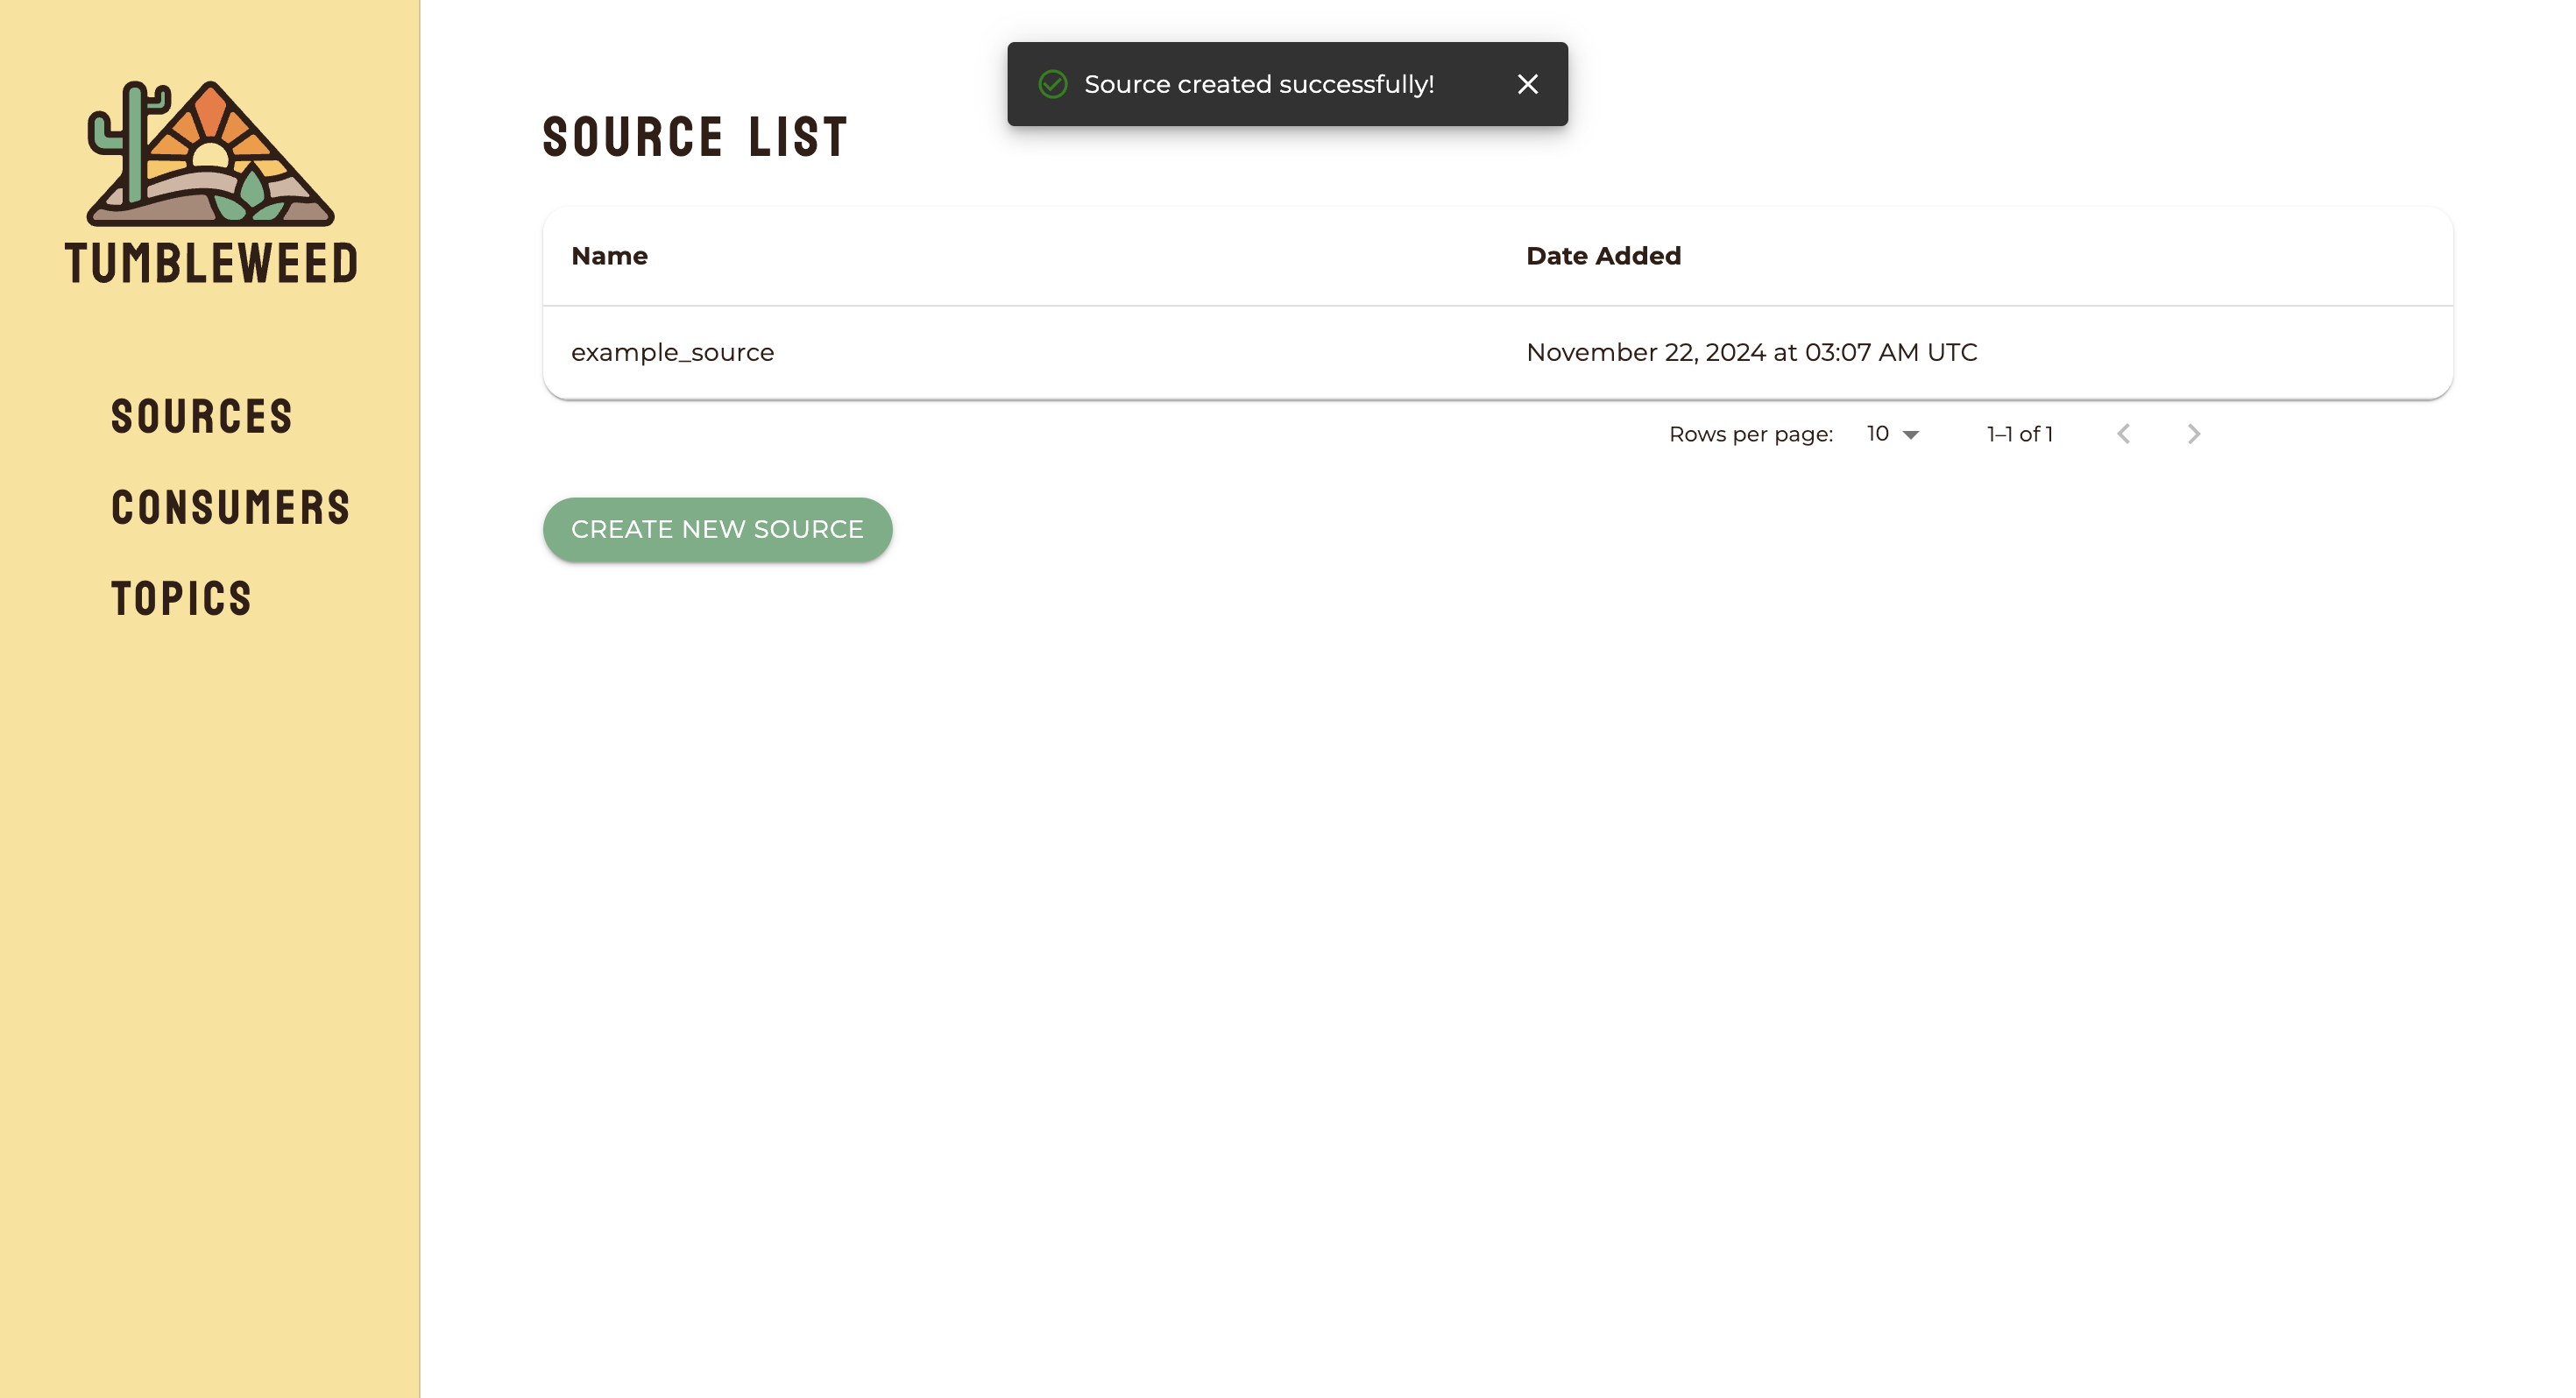 TUMBLEWEED
SOURCES
CONSUMERS
TOPICS
Source created successfully!
SOURCE LIST
Name Date Added
example_source November 22, 2024 at 03:07 AM UTC
Rows per page: 10 1–1 of 1
CREATE NEW SOURCE